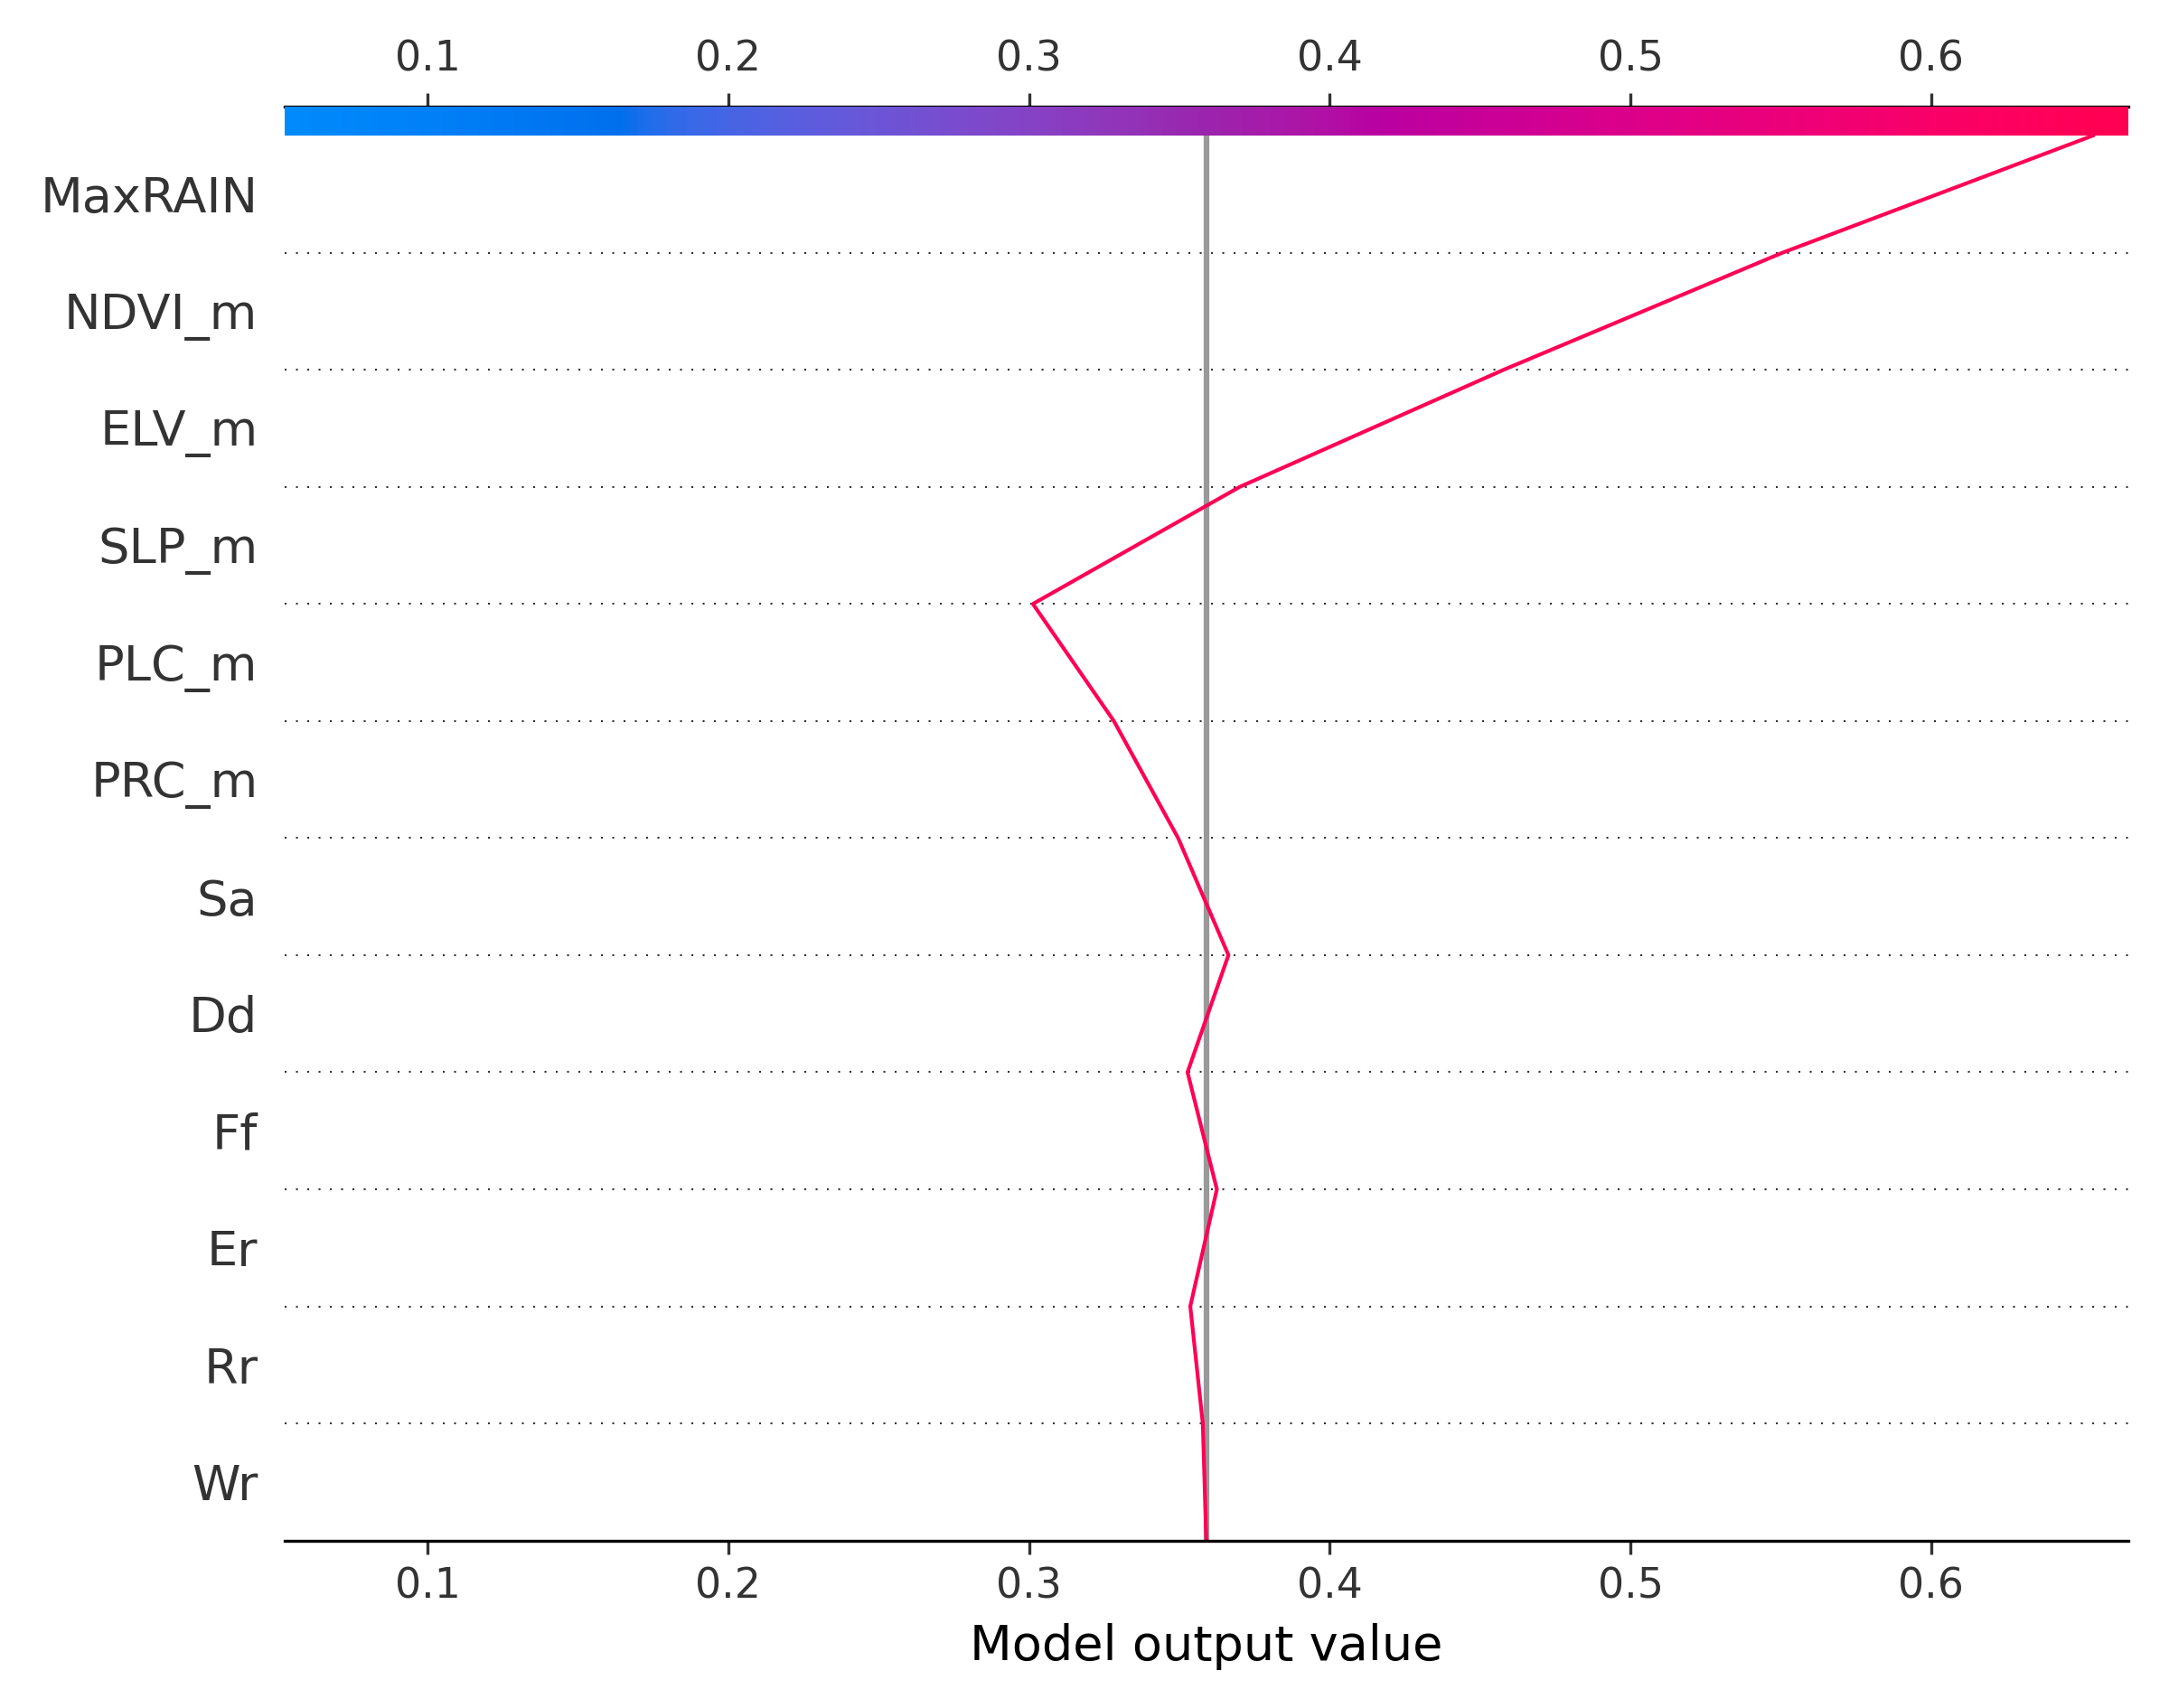 0.1 0.2 0.3 0.4 0.5 0.6
MaxRAIN
NDVI_m
ELV_m
SLP_m
PLC_m
PRC_m
Sa
Dd
Ff
Er
Rr
Wr
0.1 0.2 0.3 0.4 0.5 0.6
Model output value